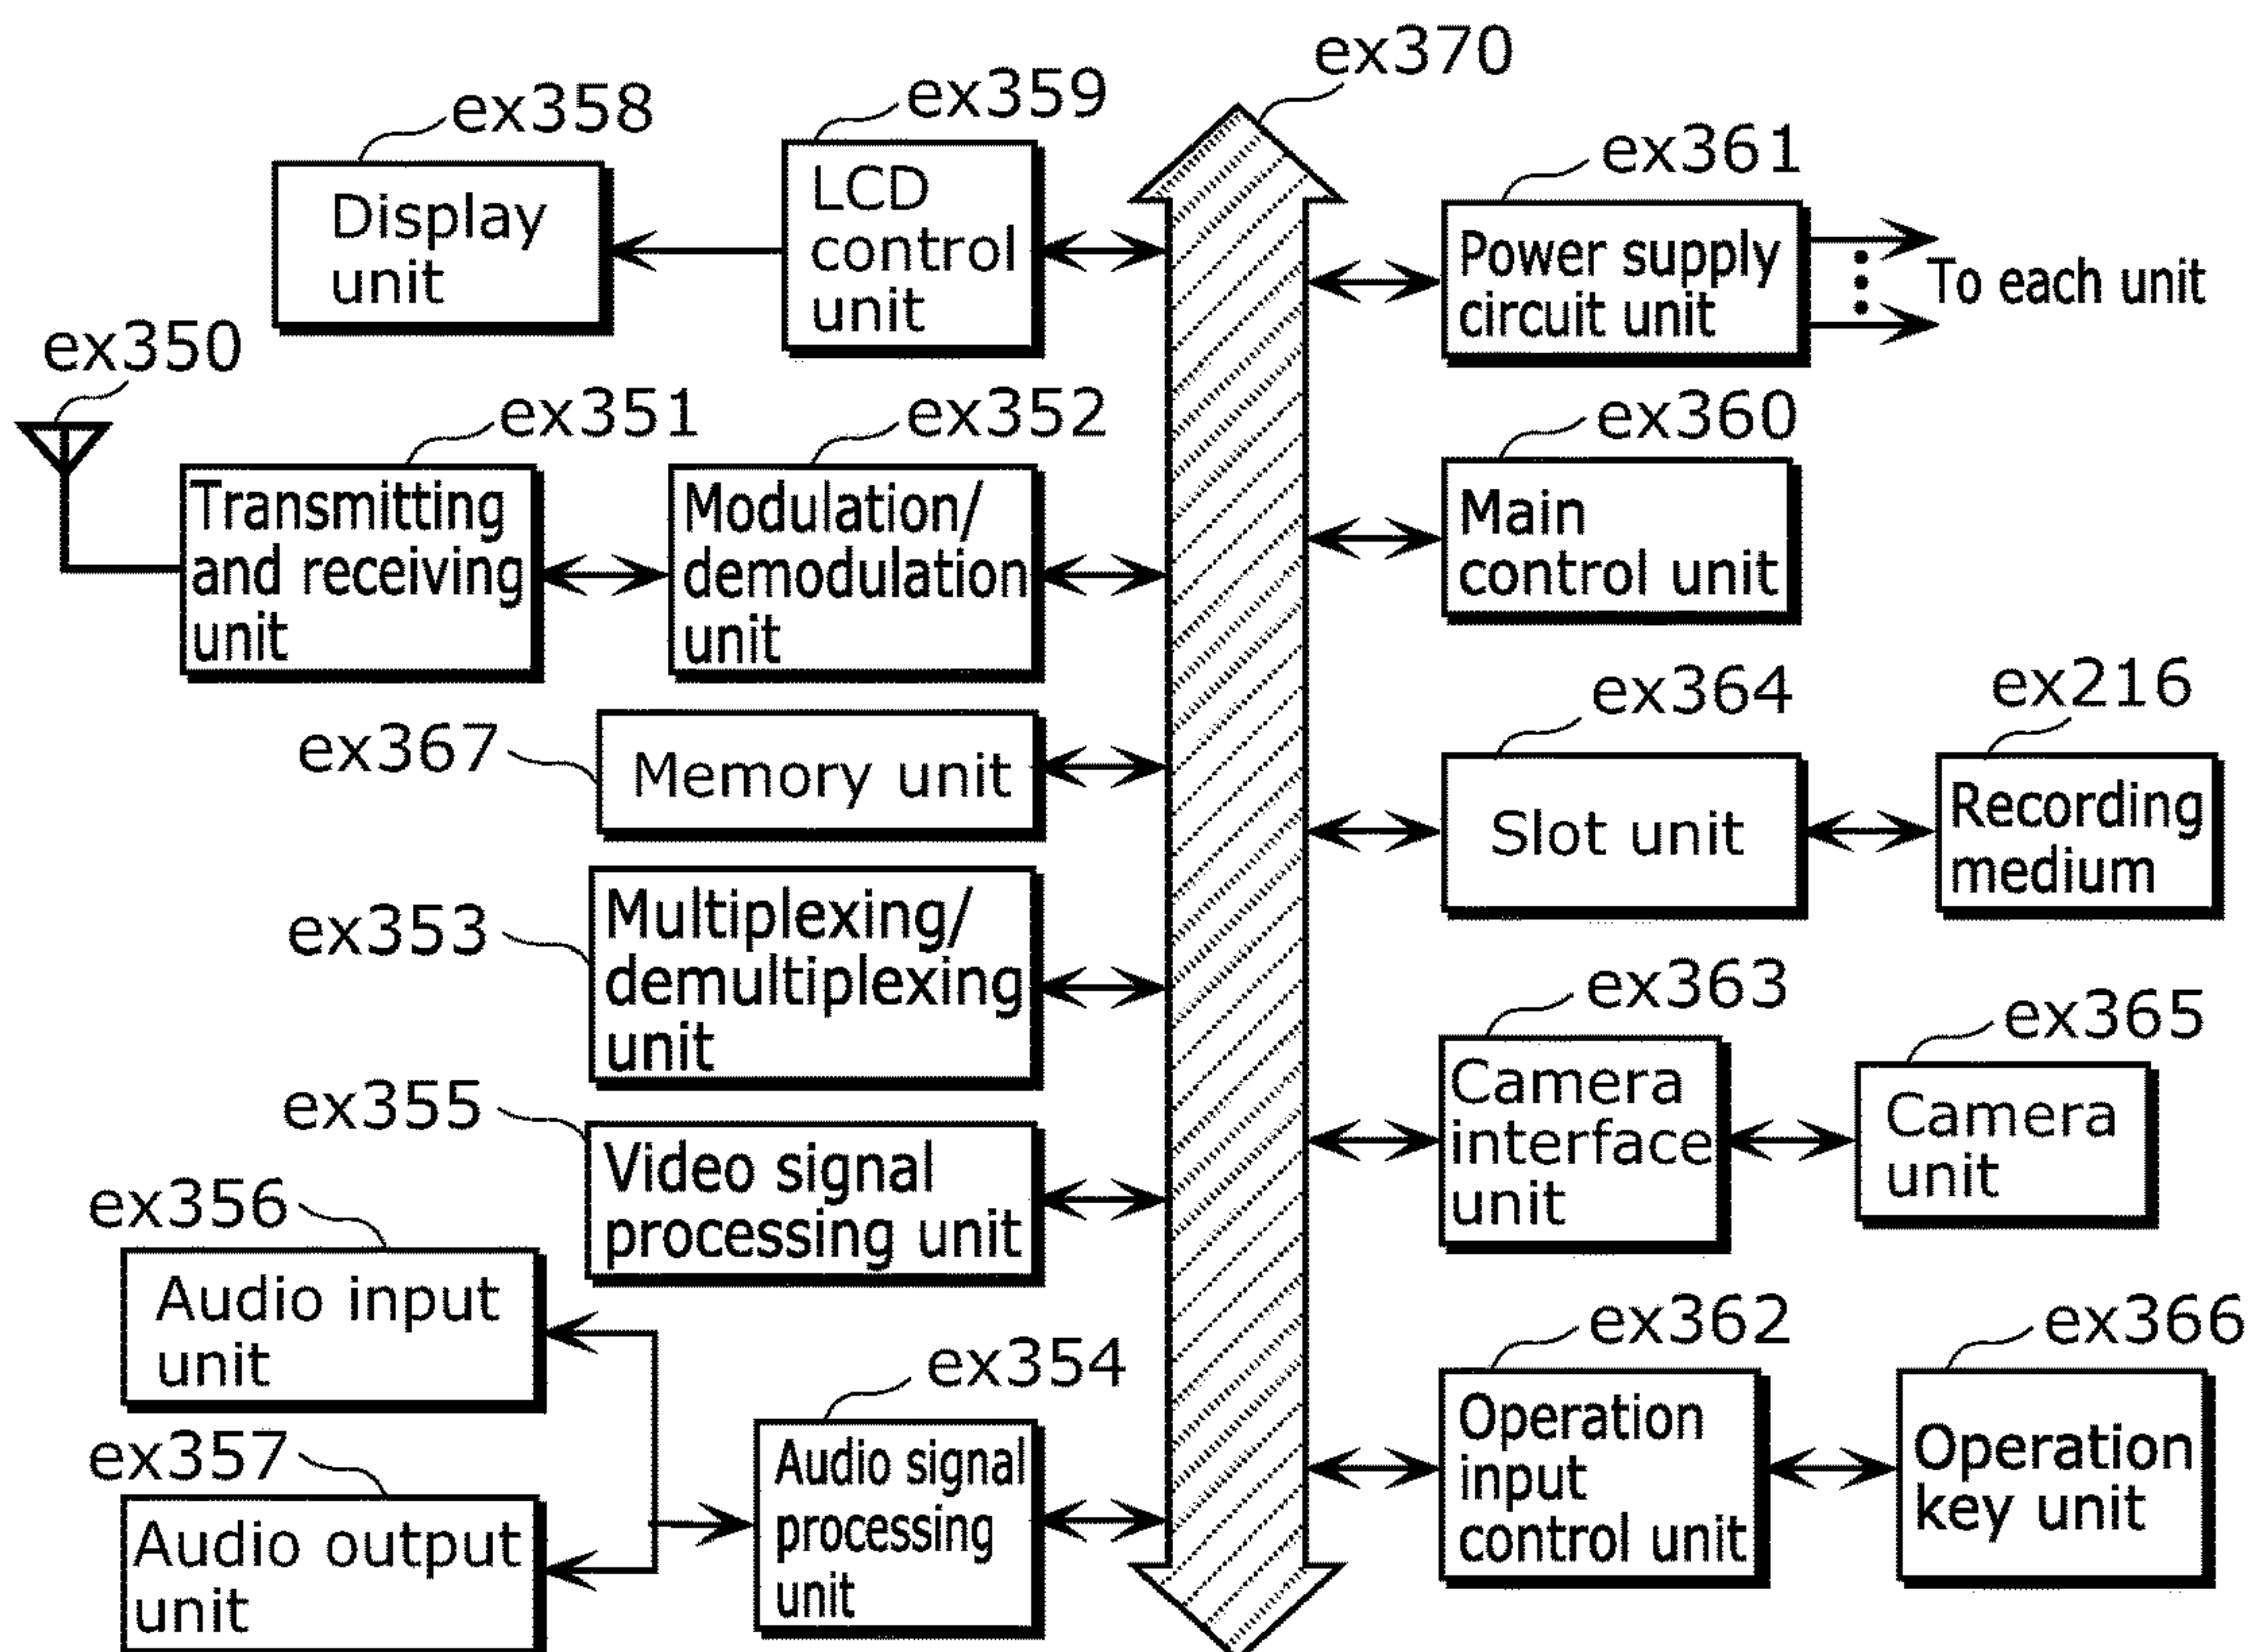 ex370
ex358
ex359
ex361
Display
unit
LCD
control
unit
Power supply
circuit unit
To each unit
ex350
ex351
ex352
ex360
Transmitting
and receiving
unit
Modulation/
demodulation
unit
Main
control unit
ex367
Memory unit
ex364
ex216
Slot unit
Recording
medium
ex353
Multiplexing/
demultiplexing
unit
ex363
ex365
Camera
interface
unit
Camera
unit
ex355
Video signal
processing unit
ex356
Audio input
unit
ex354
ex362
ex366
ex357
Audio output
unit
Audio signal
processing
unit
Operation
input
control unit
Operation
key unit